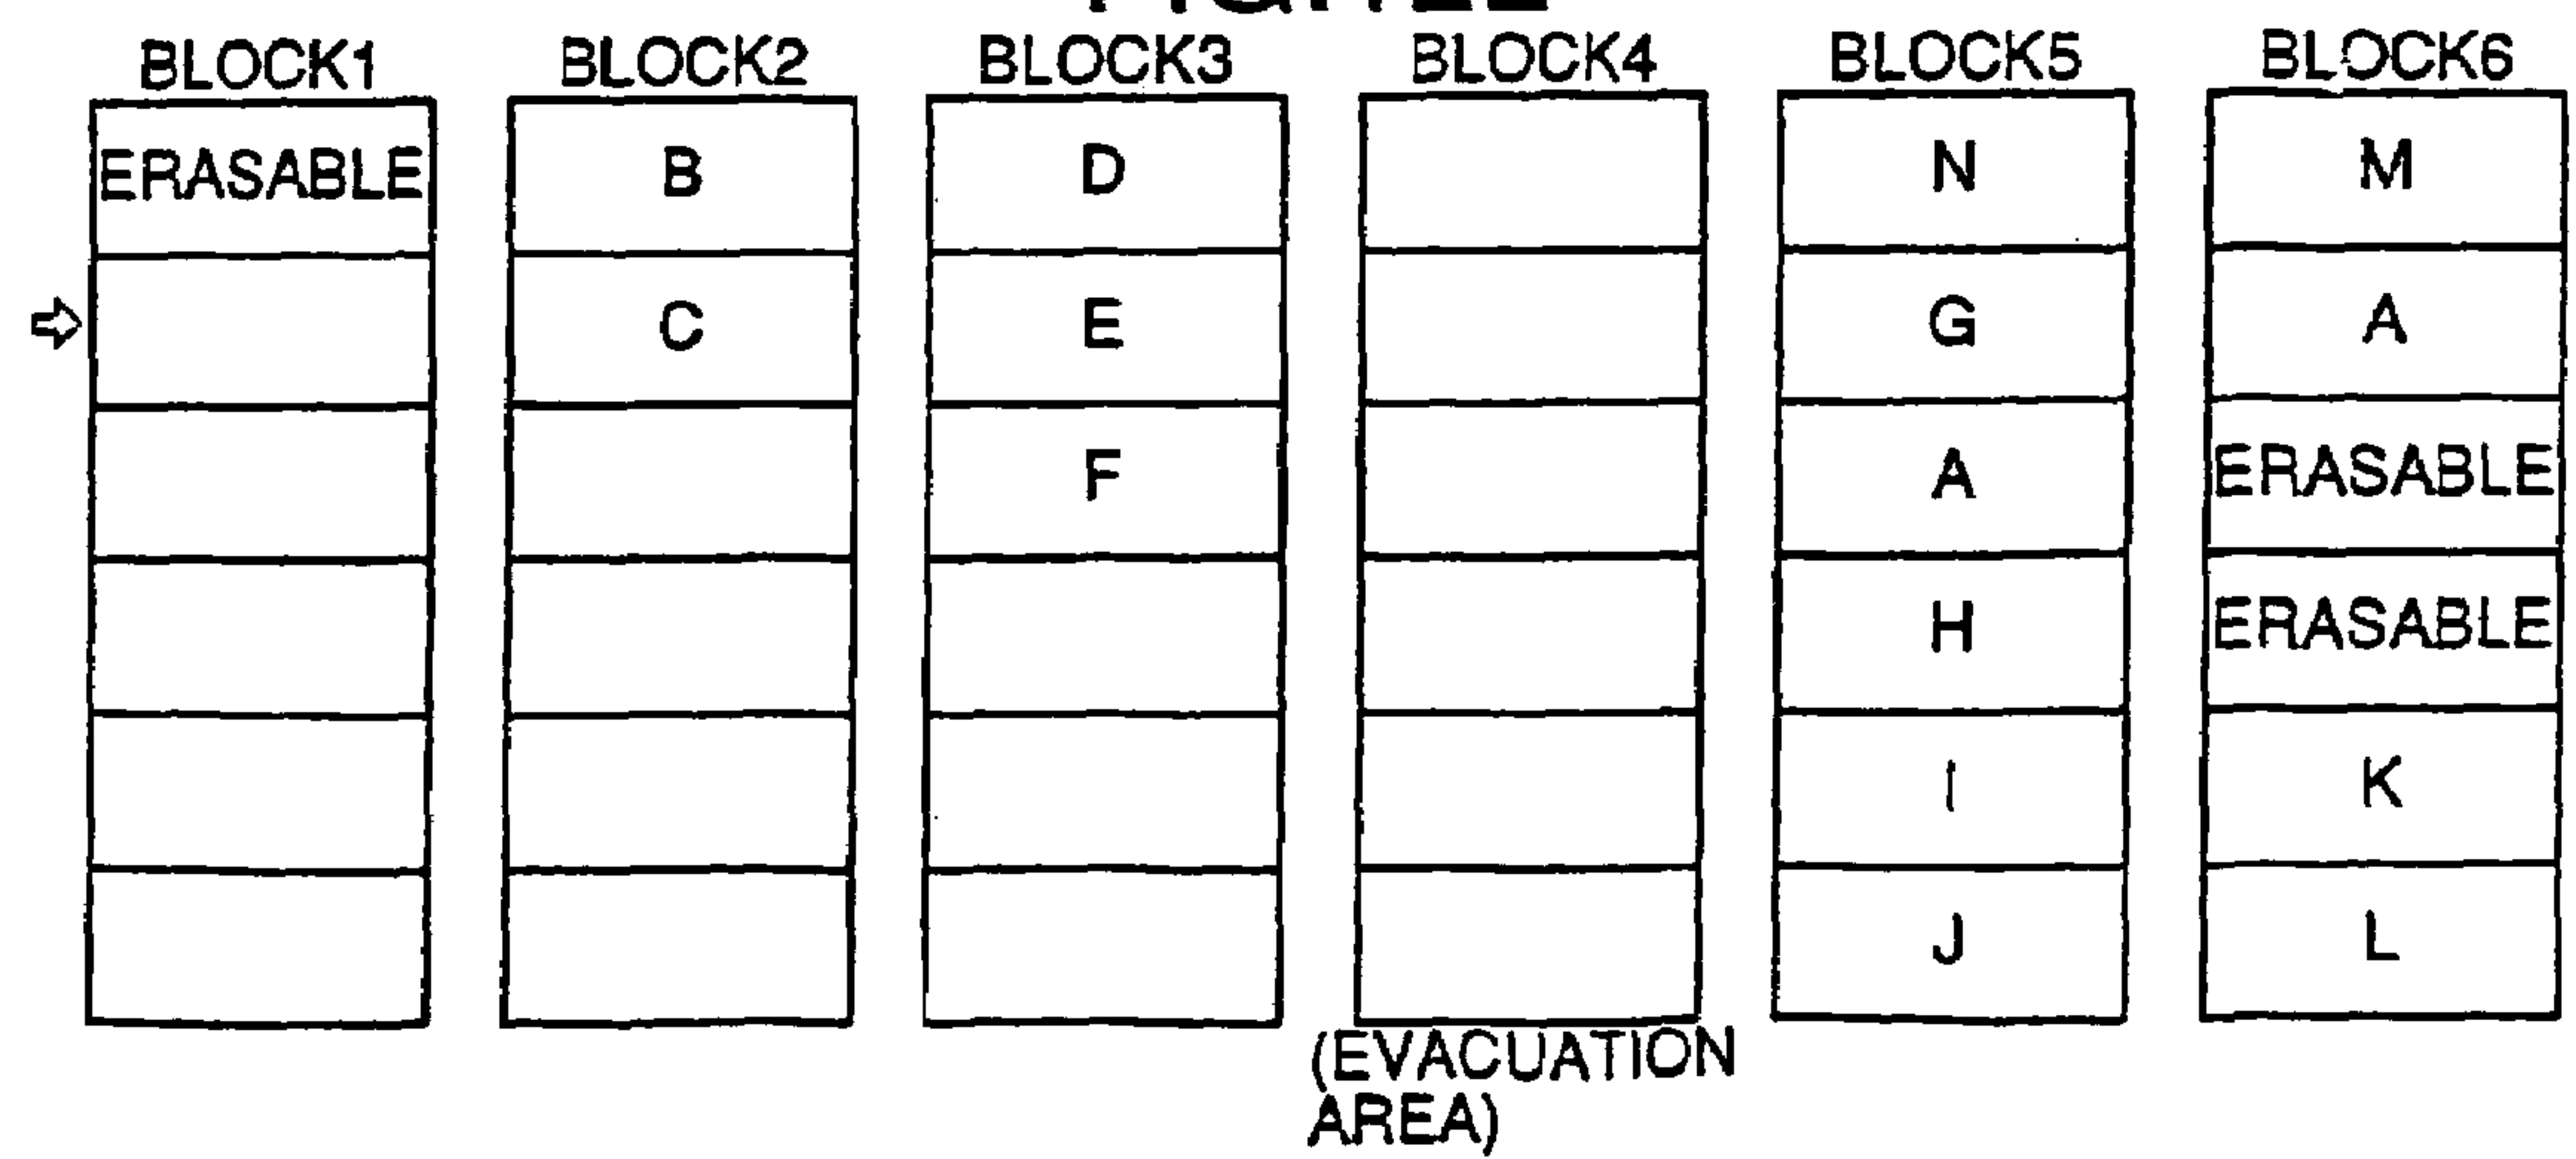 BLOCK1 BLOCK2 BLOCK3 BLOCK4 BLOCK5 BLOCK6
ERASABLE B D N M
C E G A
F A ERASABLE
H ERASABLE
I K
J L
(EVACUATION
AREA)